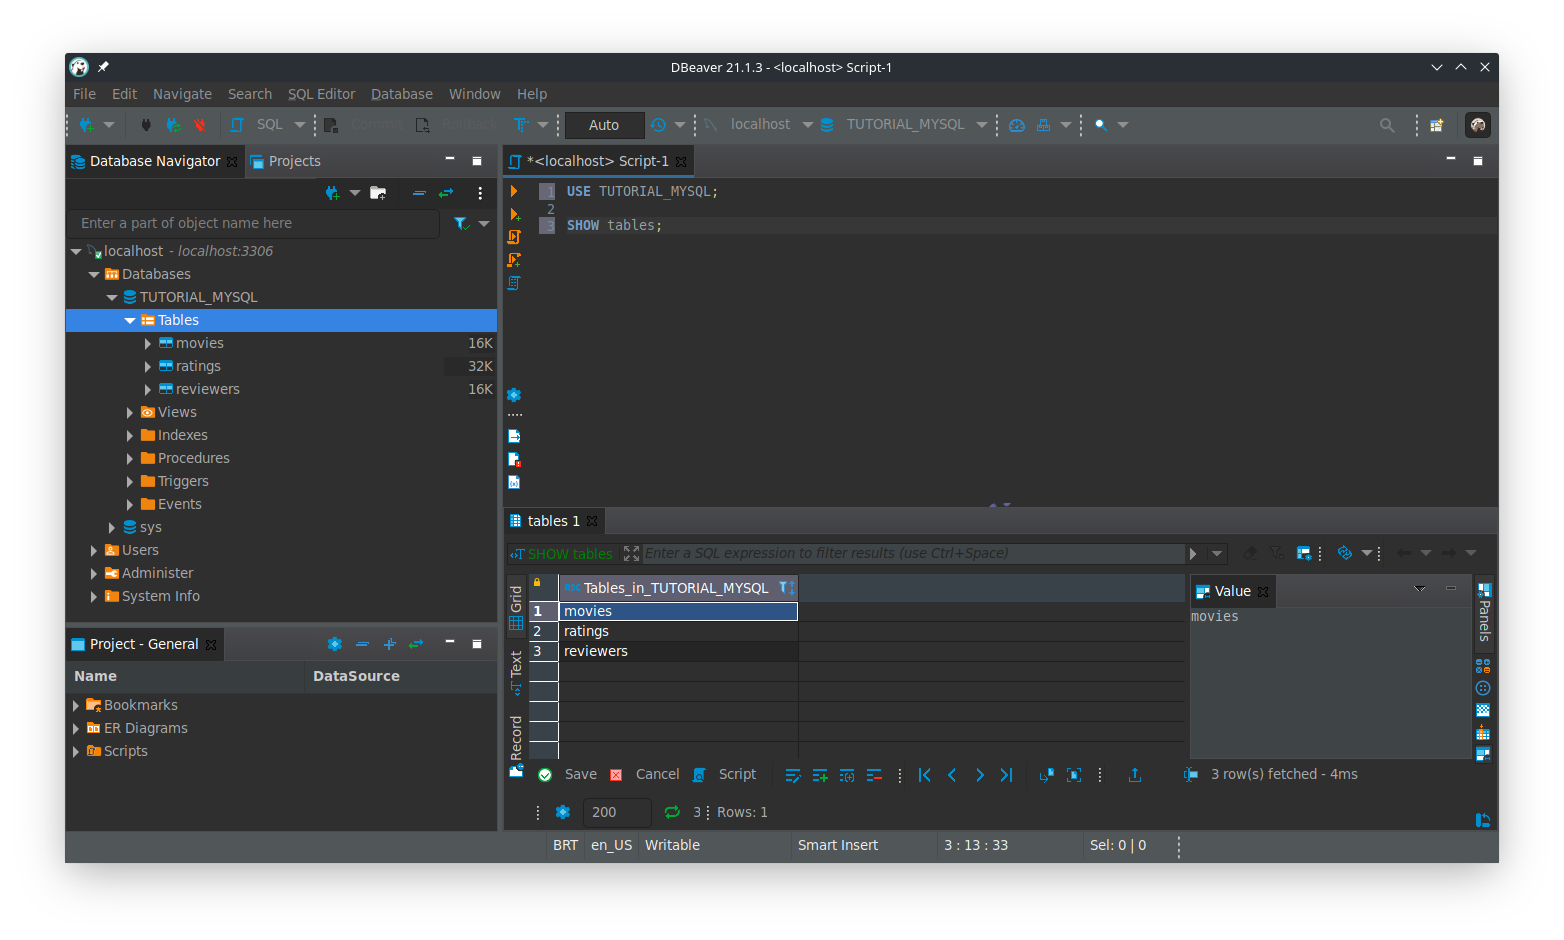 DBeaver 21.1.3 - <localhost> Script-1
File Edit Navigate Search SQL Editor Database Window Help
SQL Commit Rollback Auto localhost TUTORIAL_MYSQL
Database Navigator Projects
Enter a part of object name here
localhost - localhost:3306
Databases
TUTORIAL_MYSQL
Tables
movies 16K
ratings 32K
reviewers 16K
Views
Indexes
Procedures
Triggers
Events
sys
Users
Administer
System Info
Project - General
Name DataSource
Bookmarks
ER Diagrams
Scripts
*<localhost> Script-1
1 USE TUTORIAL_MYSQL;
2
3 SHOW tables;
tables 1
SHOW tables Enter a SQL expression to filter results (use Ctrl+Space)
Grid
Text
Record
Tables_in_TUTORIAL_MYSQL
1 movies
2 ratings
3 reviewers
Value
movies
Panels
Save Cancel Script 3 row(s) fetched - 4ms
200 3 Rows: 1
BRT en_US Writable Smart Insert 3 : 13 : 33 Sel: 0 | 0